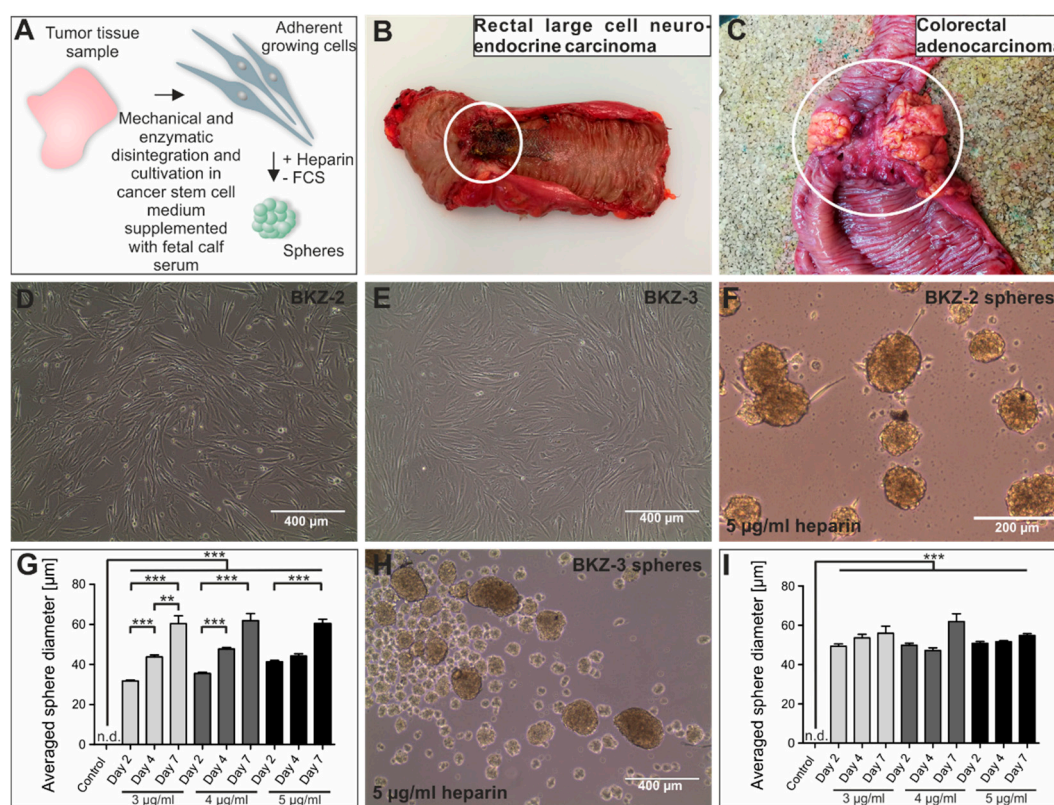 A
Tumor tissue
sample
Adherent
growing cells
Mechanical and
enzymatic
disintegration and
cultivation in
cancer stem cell
medium
supplemented
with fetal calf
serum
+ Heparin
- FCS
Spheres
B
Rectal large cell neuro-
endocrine carcinoma
C
Colorectal
adenocarcinoma
D
BKZ-2
400 µm
E
BKZ-3
400 µm
F
BKZ-2 spheres
5 µg/ml heparin
200 µm
G
Averaged sphere diameter [µm]
80
60
40
20
0
***
*** *** ***
**
*** ***
n.d.
Control
Day 2
Day 4
Day 7
Day 2
Day 4
Day 7
Day 2
Day 4
Day 7
3 µg/ml 4 µg/ml 5 µg/ml
H
BKZ-3 spheres
5 µg/ml heparin
400 µm
I
Averaged sphere diameter [µm]
80
60
40
20
0
***
n.d.
Control
Day 2
Day 4
Day 7
Day 2
Day 4
Day 7
Day 2
Day 4
Day 7
3 µg/ml 4 µg/ml 5 µg/ml